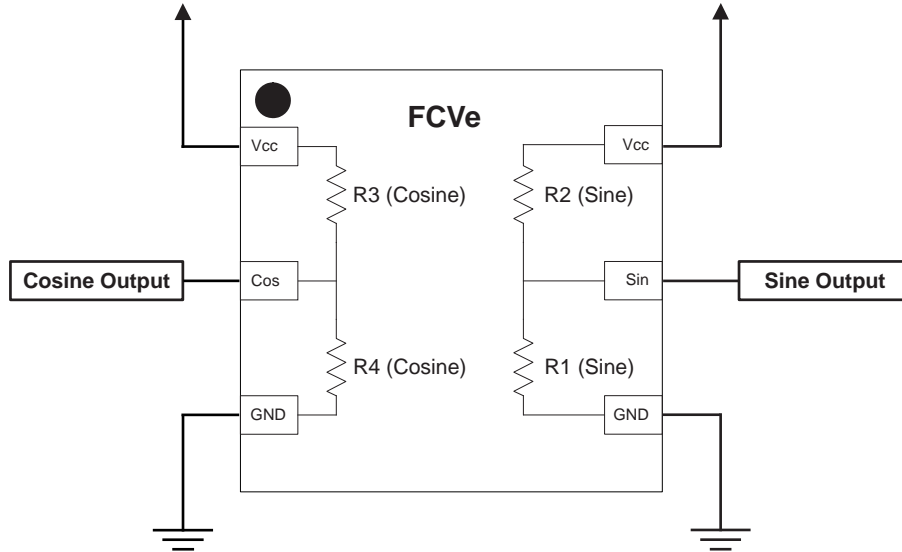 FCVe
Vcc
Vcc
R3 (Cosine)
R2 (Sine)
Cosine Output
Cos
Sin
Sine Output
R4 (Cosine)
R1 (Sine)
GND
GND